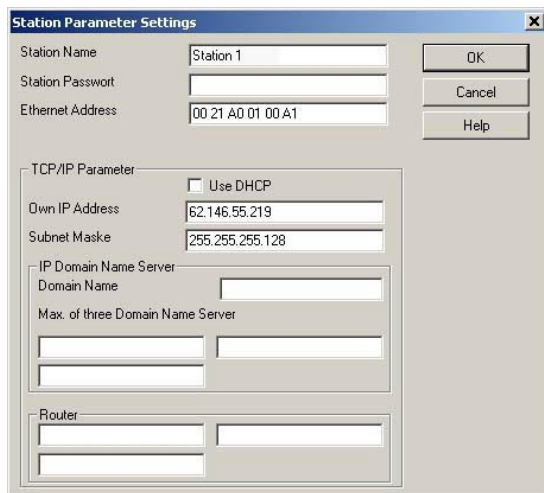 Station Parameter Settings
Station Name
Station 1
OK
Station Passwort
Cancel
Ethernet Address
00 21 A0 01 00 A1
Help
TCP/IP Parameter
Use DHCP
Own IP Address
62.146.55.219
Subnet Maske
255.255.255.128
IP Domain Name Server
Domain Name
Max. of three Domain Name Server
Router